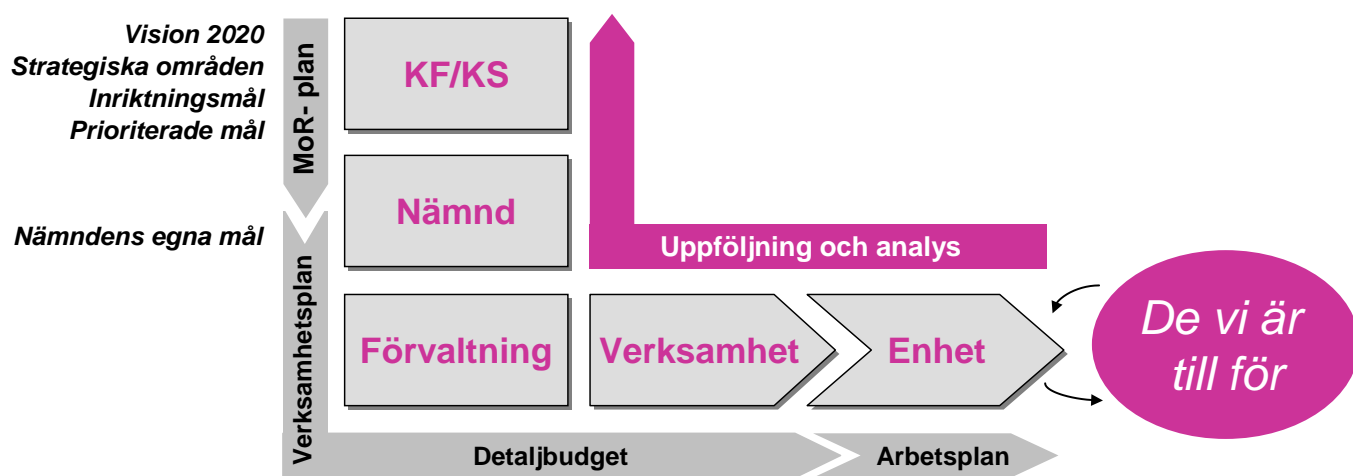 Vision 2020
Strategiska områden
Inriktningsmål
Prioriterade mål
MoR- plan
KF/KS
Nämndens egna mål
Nämnd
Uppföljning och analys
Verksamhetsplan
Förvaltning
Verksamhet
Enhet
De vi är
till för
Detaljbudget
Arbetsplan